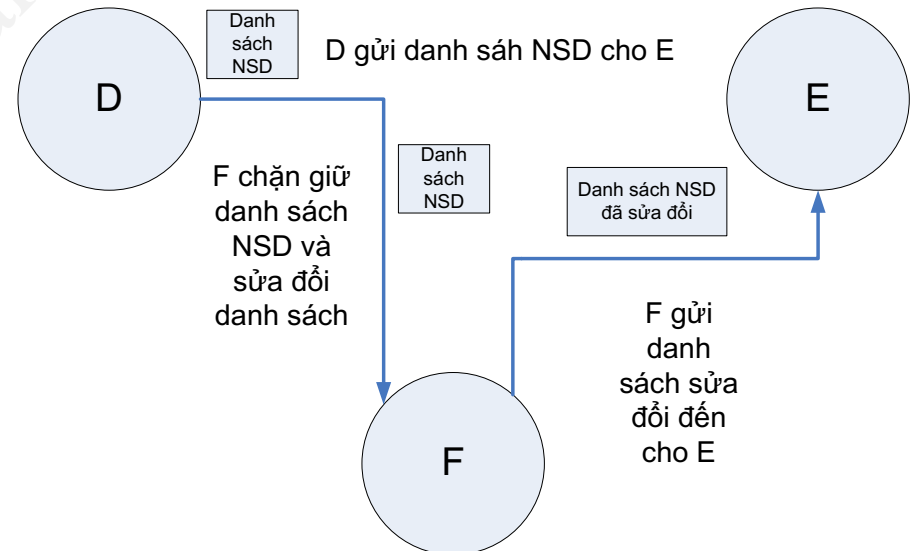 Danh
sách
NSD
D gửi danh sáh NSD cho E
D
E
F chặn giữ
danh sách
NSD và
sửa đổi
danh sách
Danh
sách
NSD
Danh sách NSD
đã sửa đổi
F gửi
danh
sách sửa
đổi đến
cho E
F